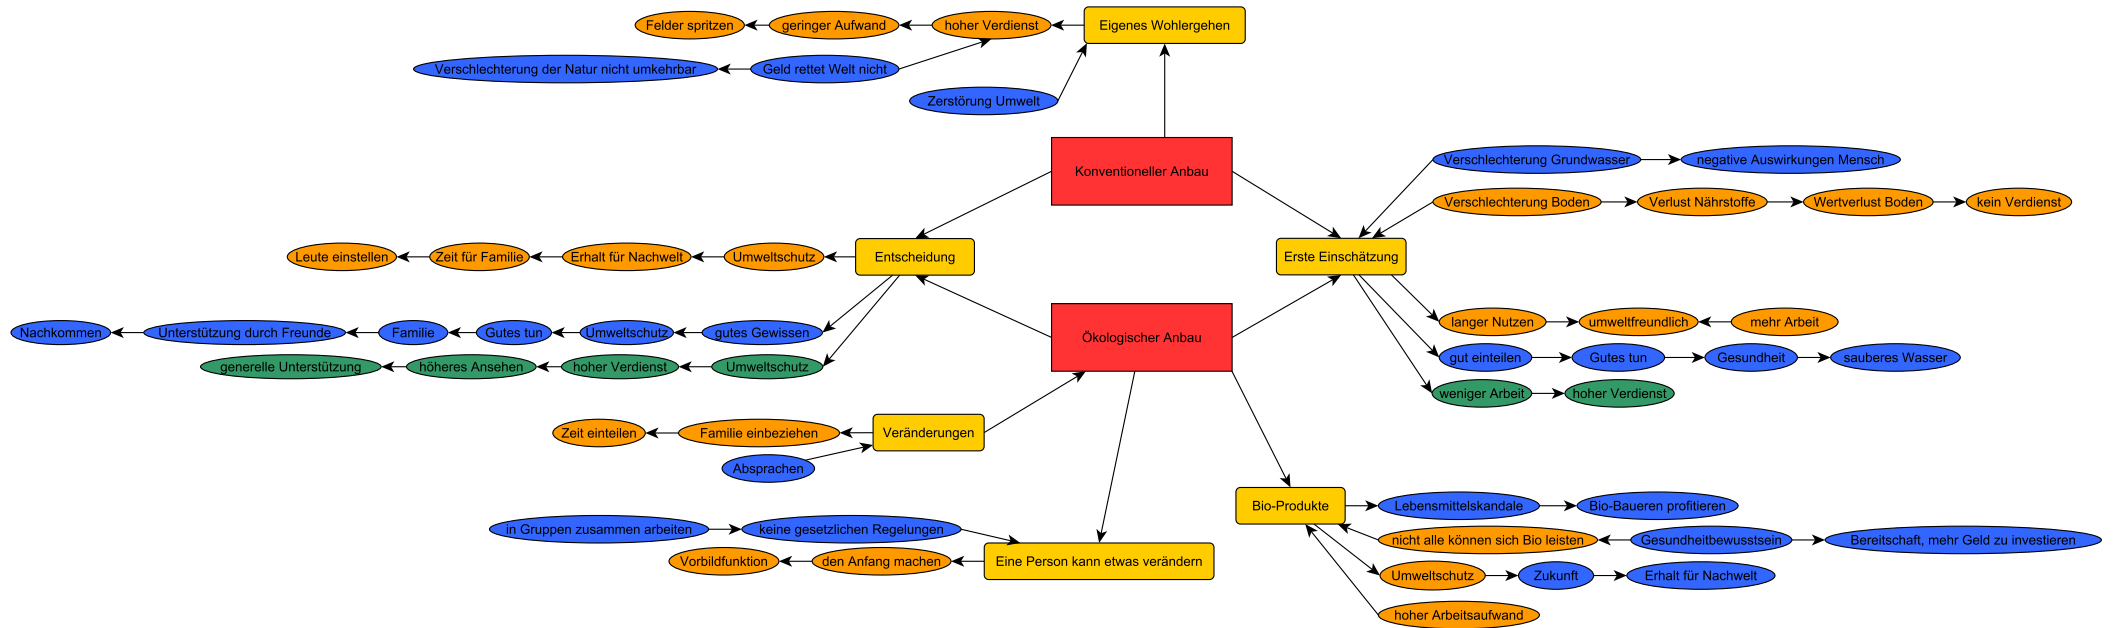 Felder spritzen
geringer Aufwand
hoher Verdienst
Eigenes Wohlergehen
Verschlechterung der Natur nicht umkehrbar
Geld rettet Welt nicht
Zerstörung Umwelt
Konventioneller Anbau
Verschlechterung Grundwasser
negative Auswirkungen Mensch
Verschlechterung Boden
Verlust Nährstoffe
Wertverlust Boden
kein Verdienst
Leute einstellen
Zeit für Familie
Erhalt für Nachwelt
Umweltschutz
Entscheidung
Erste Einschätzung
Nachkommen
Unterstützung durch Freunde
Familie
Gutes tun
Umweltschutz
gutes Gewissen
Ökologischer Anbau
langer Nutzen
umweltfreundlich
mehr Arbeit
generelle Unterstützung
höheres Ansehen
hoher Verdienst
Umweltschutz
gut einteilen
Gutes tun
Gesundheit
sauberes Wasser
weniger Arbeit
hoher Verdienst
Zeit einteilen
Familie einbeziehen
Veränderungen
Absprachen
Bio-Produkte
Lebensmittelskandale
Bio-Baueren profitieren
in Gruppen zusammen arbeiten
keine gesetzlichen Regelungen
nicht alle können sich Bio leisten
Gesundheitbewusstsein
Bereitschaft, mehr Geld zu investieren
Vorbildfunktion
den Anfang machen
Eine Person kann etwas verändern
Umweltschutz
Zukunft
Erhalt für Nachwelt
hoher Arbeitsaufwand